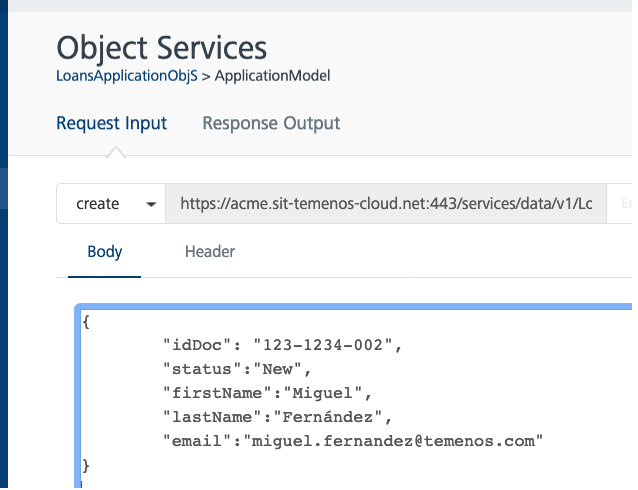 Object Services
LoansApplicationObjS > ApplicationModel
Request Input Response Output
create https://acme.sit-temenos-cloud.net:443/services/data/v1/Lc
Body Header
{
"idDoc": "123-1234-002",
"status":"New",
"firstName":"Miguel",
"lastName":"Fernández",
"email":"miguel.fernandez@temenos.com"
}